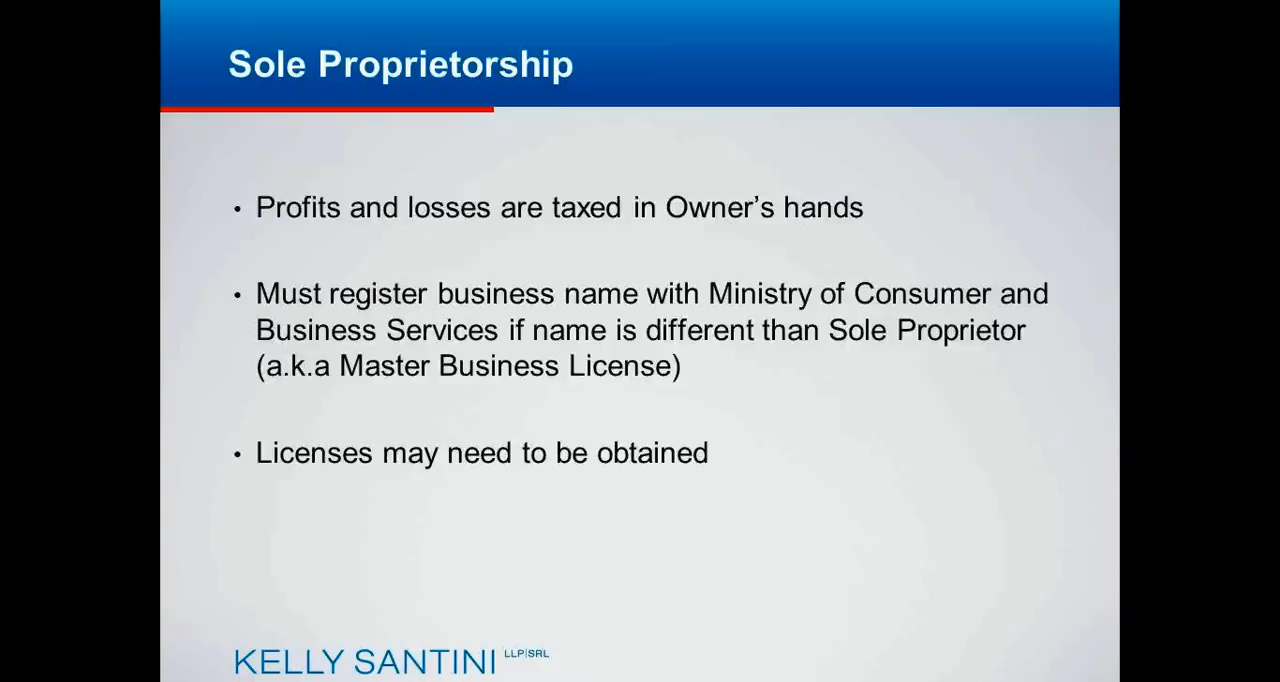 Sole Proprietorship
• Profits and losses are taxed in Owner’s hands
• Must register business name with Ministry of Consumer and
Business Services if name is different than Sole Proprietor
(a.k.a Master Business License)
• Licenses may need to be obtained
KELLY SANTINI LLP|SRL